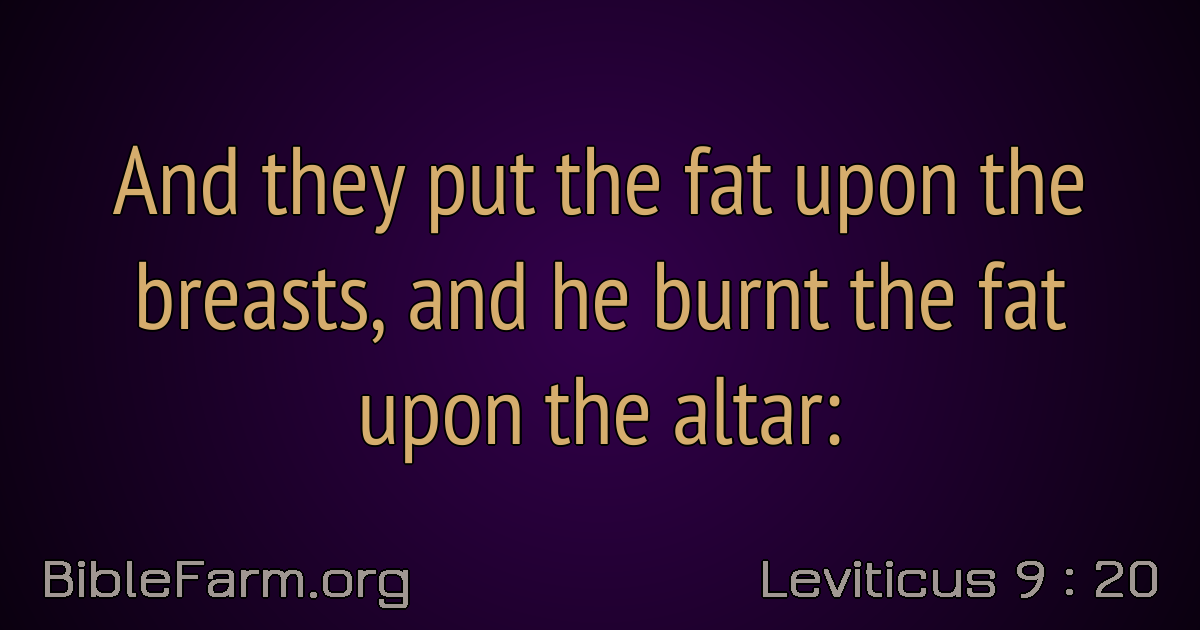 And they put the fat upon the
breasts, and he burnt the fat
upon the altar:
BibleFarm.org
Leviticus 9 : 20